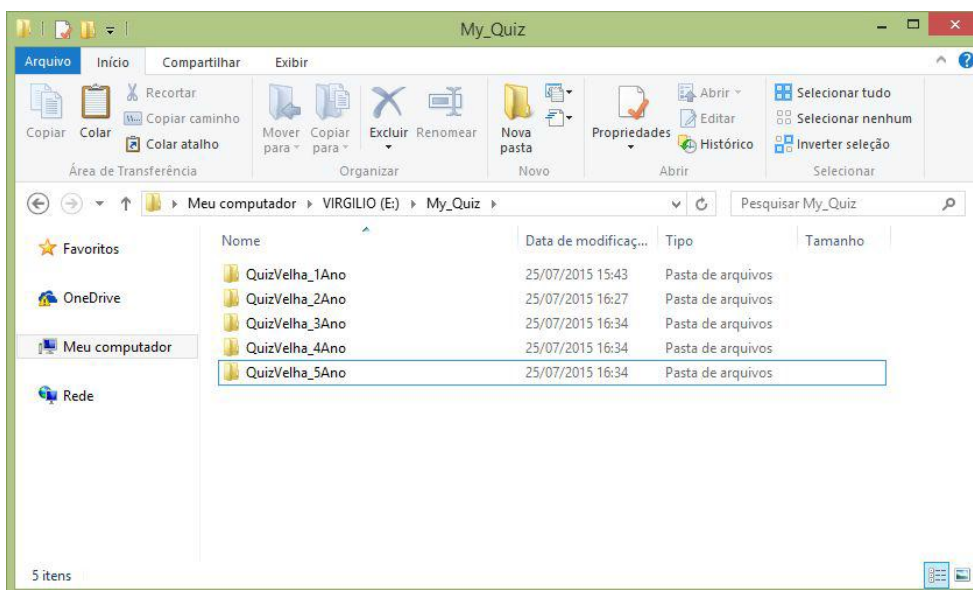 My_Quiz
Arquivo Início Compartilhar Exibir
Copiar
Colar
Recortar
Copiar caminho
Colar atalho
Área de Transferência
Mover para
Copiar para
Excluir
Renomear
Organizar
Nova pasta
Novo
Propriedades
Abrir
Editar
Histórico
Abrir
Selecionar tudo
Selecionar nenhum
Inverter seleção
Selecionar
Meu computador VIRGILIO (E:) My_Quiz
Pesquisar My_Quiz
Favoritos
OneDrive
Meu computador
Rede
Nome Data de modificaç... Tipo Tamanho
QuizVelha_1Ano 25/07/2015 15:43 Pasta de arquivos
QuizVelha_2Ano 25/07/2015 16:27 Pasta de arquivos
QuizVelha_3Ano 25/07/2015 16:34 Pasta de arquivos
QuizVelha_4Ano 25/07/2015 16:34 Pasta de arquivos
QuizVelha_5Ano 25/07/2015 16:34 Pasta de arquivos
5 itens